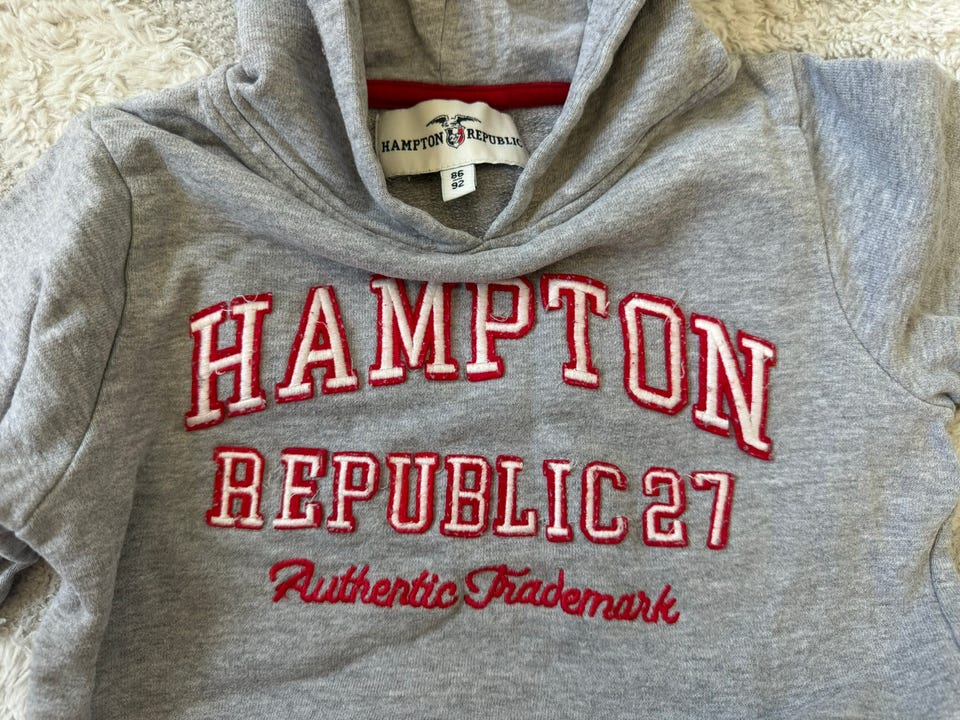 HAMPTON REPUBLIC
86
92
HAMPTON
REPUBLIC 27
Authentic Trademark